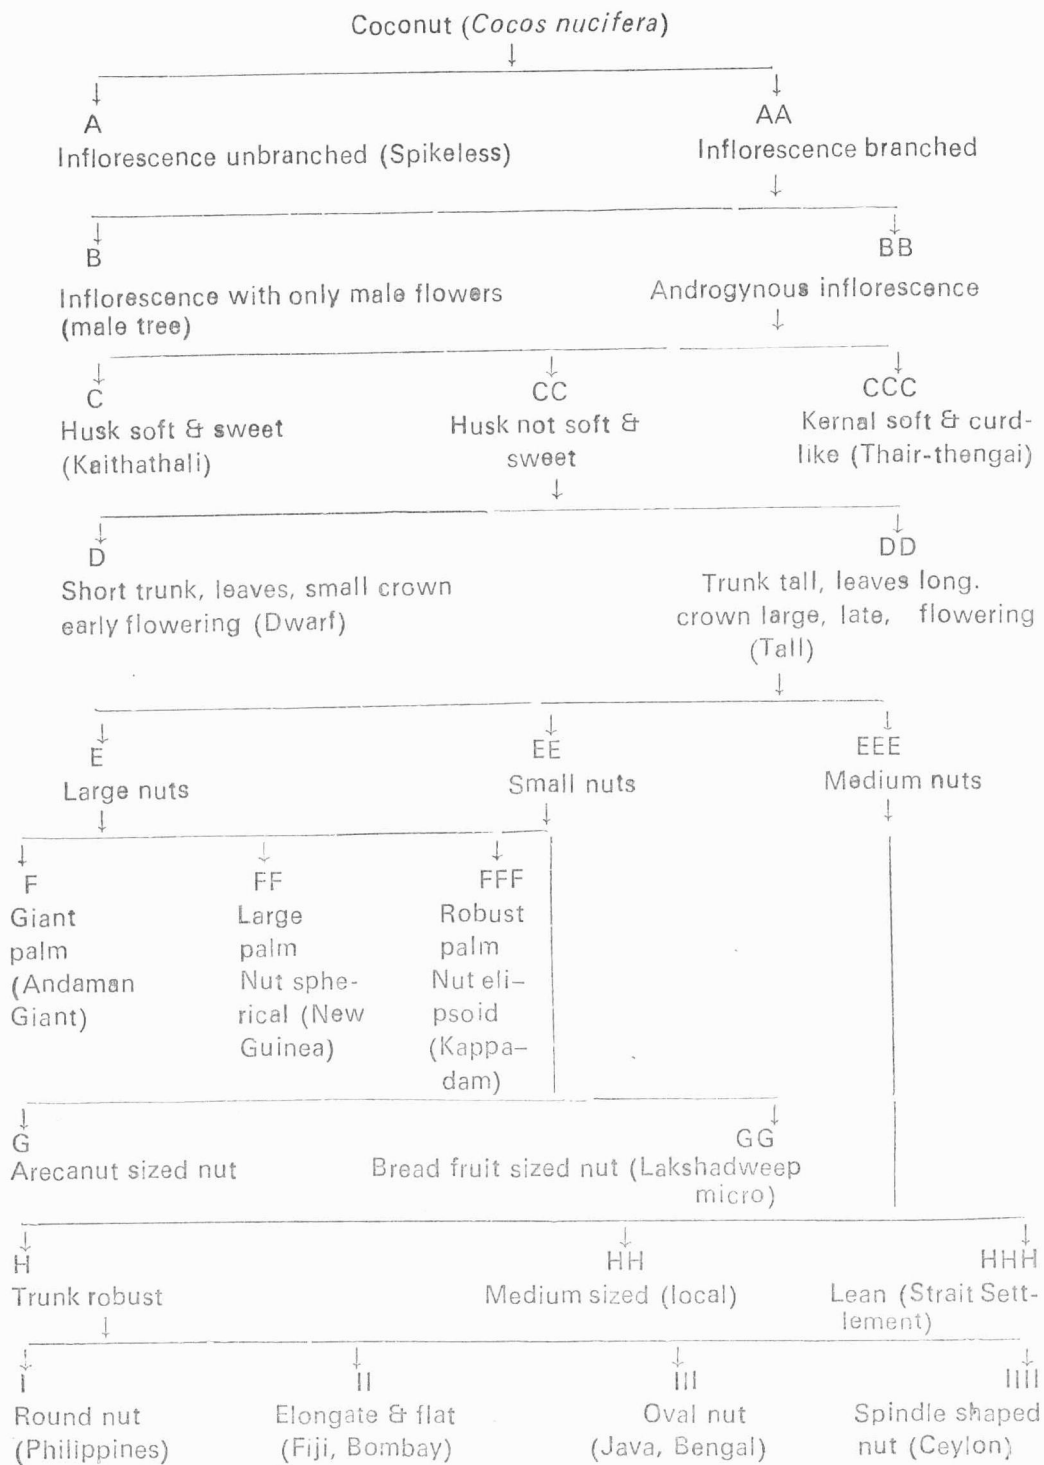 Coconut (Cocos nucifera)
A
AA
Inflorescence unbranched (Spikeless)
Inflorescence branched
B
BB
Inflorescence with only male flowers
(male tree)
Androgynous inflorescence
C
CC
CCC
Husk soft & sweet
(Kaithathali)
Husk not soft &
sweet
Kernal soft & curd-
like (Thair-thengai)
D
DD
Short trunk, leaves, small crown
early flowering (Dwarf)
Trunk tall, leaves long.
crown large, late, flowering
(Tall)
E
EE
EEE
Large nuts
Small nuts
Medium nuts
F
Giant
palm
(Andaman
Giant)
FF
Large
palm
Nut sphe-
rical (New
Guinea)
FFF
Robust
palm
Nut eli-
psoid
(Kappa-
dam)
G
GG
Arecanut sized nut
Bread fruit sized nut (Lakshadweep
micro)
H
HH
HHH
Trunk robust
Medium sized (local)
Lean (Strait Sett-
lement)
I
II
III
IIII
Round nut
(Philippines)
Elongate & flat
(Fiji, Bombay)
Oval nut
(Java, Bengal)
Spindle shaped
nut (Ceylon)